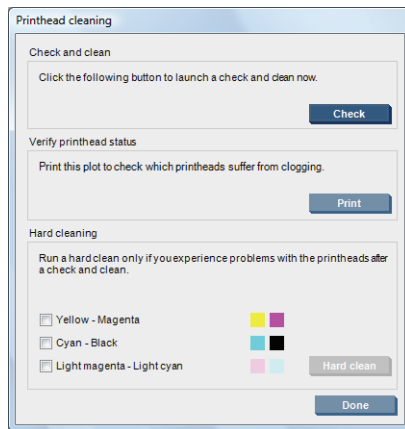 Printhead cleaning
Check and clean
Click the following button to launch a check and clean now.
Check
Verify printhead status
Print this plot to check which printheads suffer from clogging.
Print
Hard cleaning
Run a hard clean only if you experience problems with the printheads after
a check and clean.
Yellow - Magenta
Cyan - Black
Light magenta - Light cyan
Hard clean
Done